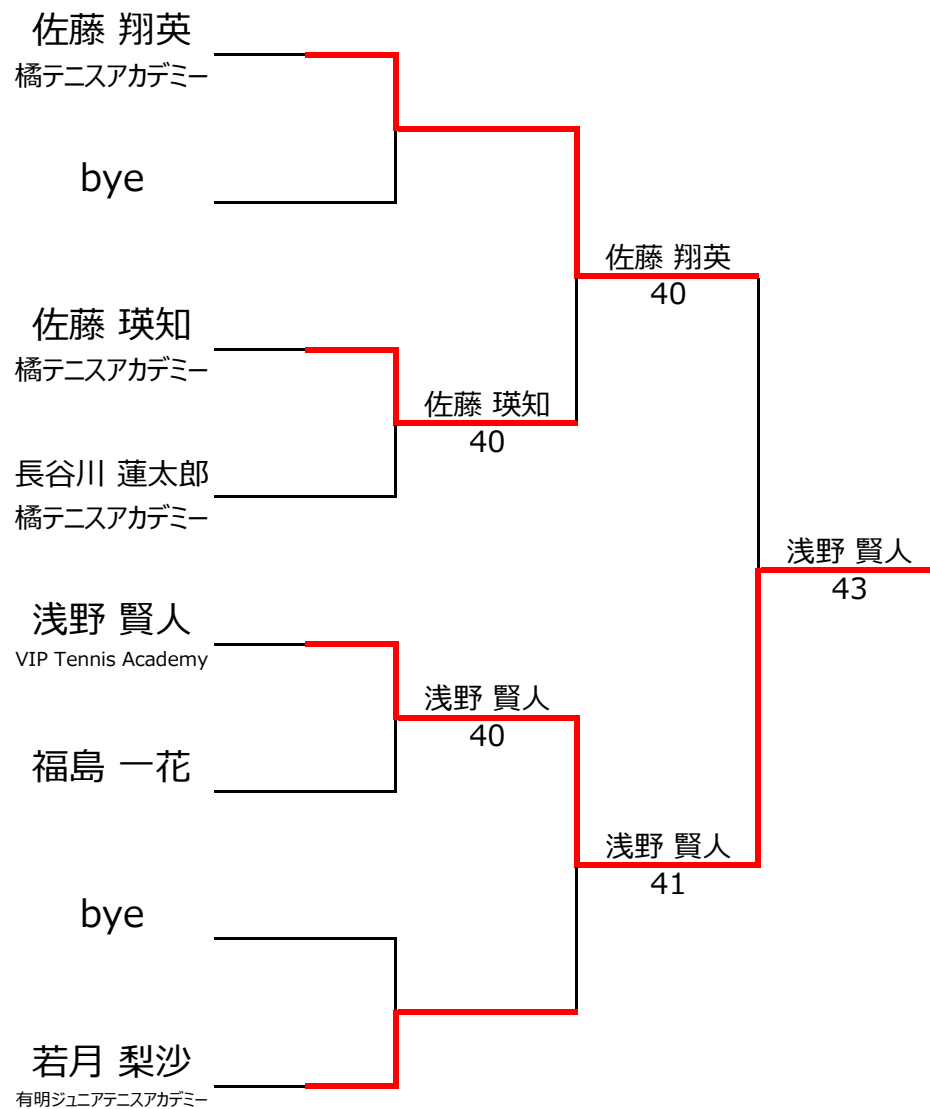 佐藤 翔英
橘テニスアカデミー
bye
佐藤 瑛知
橘テニスアカデミー
長谷川 蓮太郎
橘テニスアカデミー
浅野 賢人
VIP Tennis Academy
福島 一花
bye
若月 梨沙
有明ジュニアテニスアカデミー
佐藤 瑛知
40
浅野 賢人
40
佐藤 翔英
40
浅野 賢人
41
浅野 賢人
43